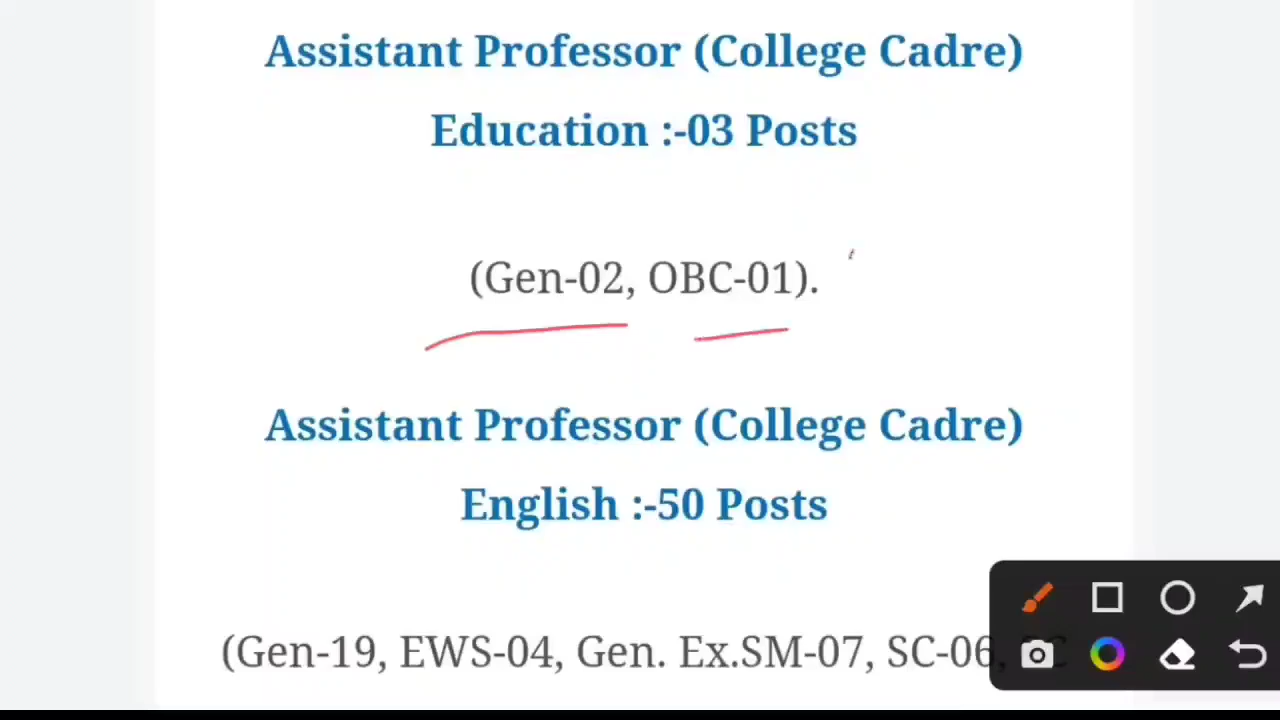 Assistant Professor (College Cadre)
Education :-03 Posts
(Gen-02, OBC-01).
Assistant Professor (College Cadre)
English :-50 Posts
(Gen-19, EWS-04, Gen. Ex.SM-07, SC-06,